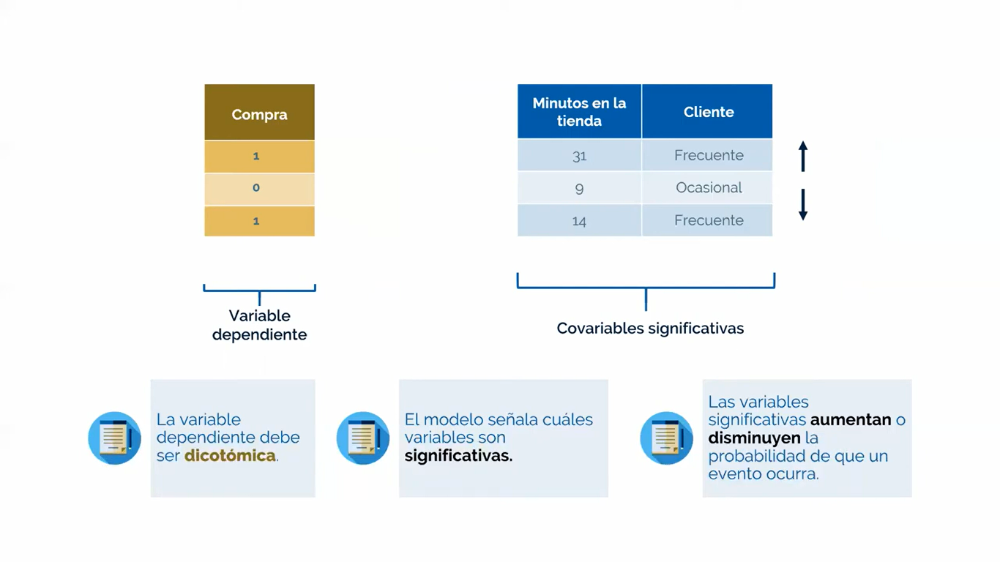 Compra
1
0
1
Minutos en la
tienda
Cliente
31 Frecuente
9 Ocasional
14 Frecuente
Variable
dependiente
Covariables significativas
La variable
dependiente debe
ser dicotómica.
El modelo señala cuáles
variables son
significativas.
Las variables
significativas aumentan o
disminuyen la
probabilidad de que un
evento ocurra.